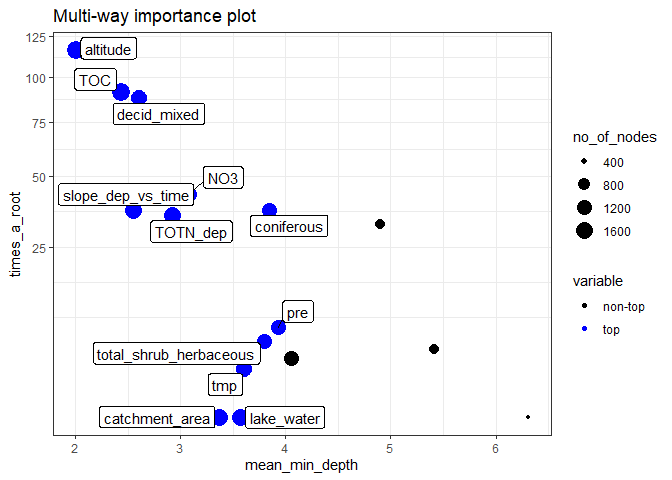 Multi-way importance plot
125
100
75
50
25
times_a_root
altitude
TOC
decid_mixed
NO3
slope_dep_vs_time
TOTN_dep
coniferous
pre
total_shrub_herbaceous
tmp
catchment_area
lake_water
2
3
4
5
6
mean_min_depth
no_of_nodes
400
800
1200
1600
variable
non-top
top